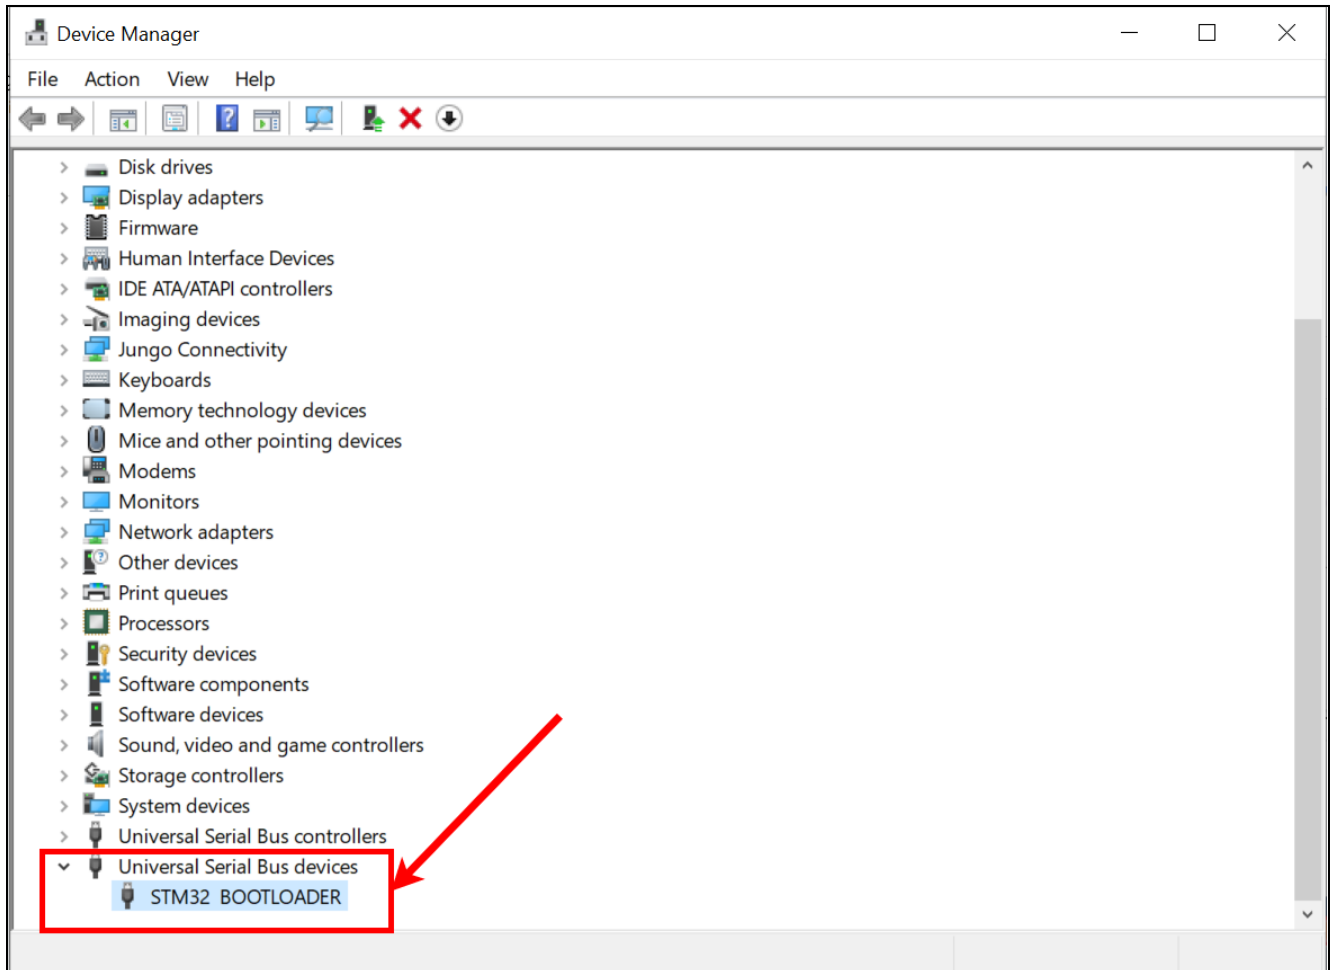 Device Manager
File Action View Help
Disk drives
Display adapters
Firmware
Human Interface Devices
IDE ATA/ATAPI controllers
Imaging devices
Jungo Connectivity
Keyboards
Memory technology devices
Mice and other pointing devices
Modems
Monitors
Network adapters
Other devices
Print queues
Processors
Security devices
Software components
Software devices
Sound, video and game controllers
Storage controllers
System devices
Universal Serial Bus controllers
Universal Serial Bus devices
STM32  BOOTLOADER